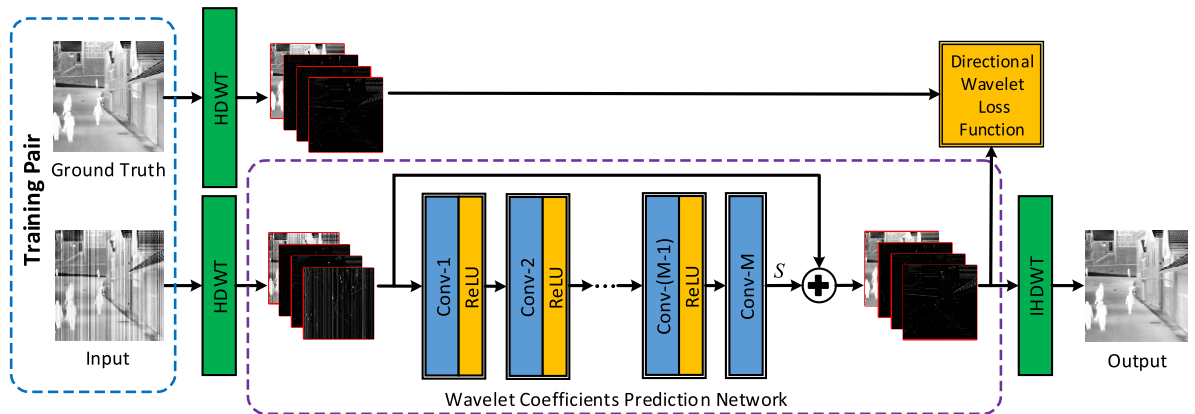 Training Pair
Ground Truth
Input
HDWT
HDWT
Conv-1
ReLU
Conv-2
ReLU
Conv-(M-1)
ReLU
Conv-M
S
Directional
Wavelet
Loss
Function
IHDWT
Output
Wavelet Coefficients Prediction Network